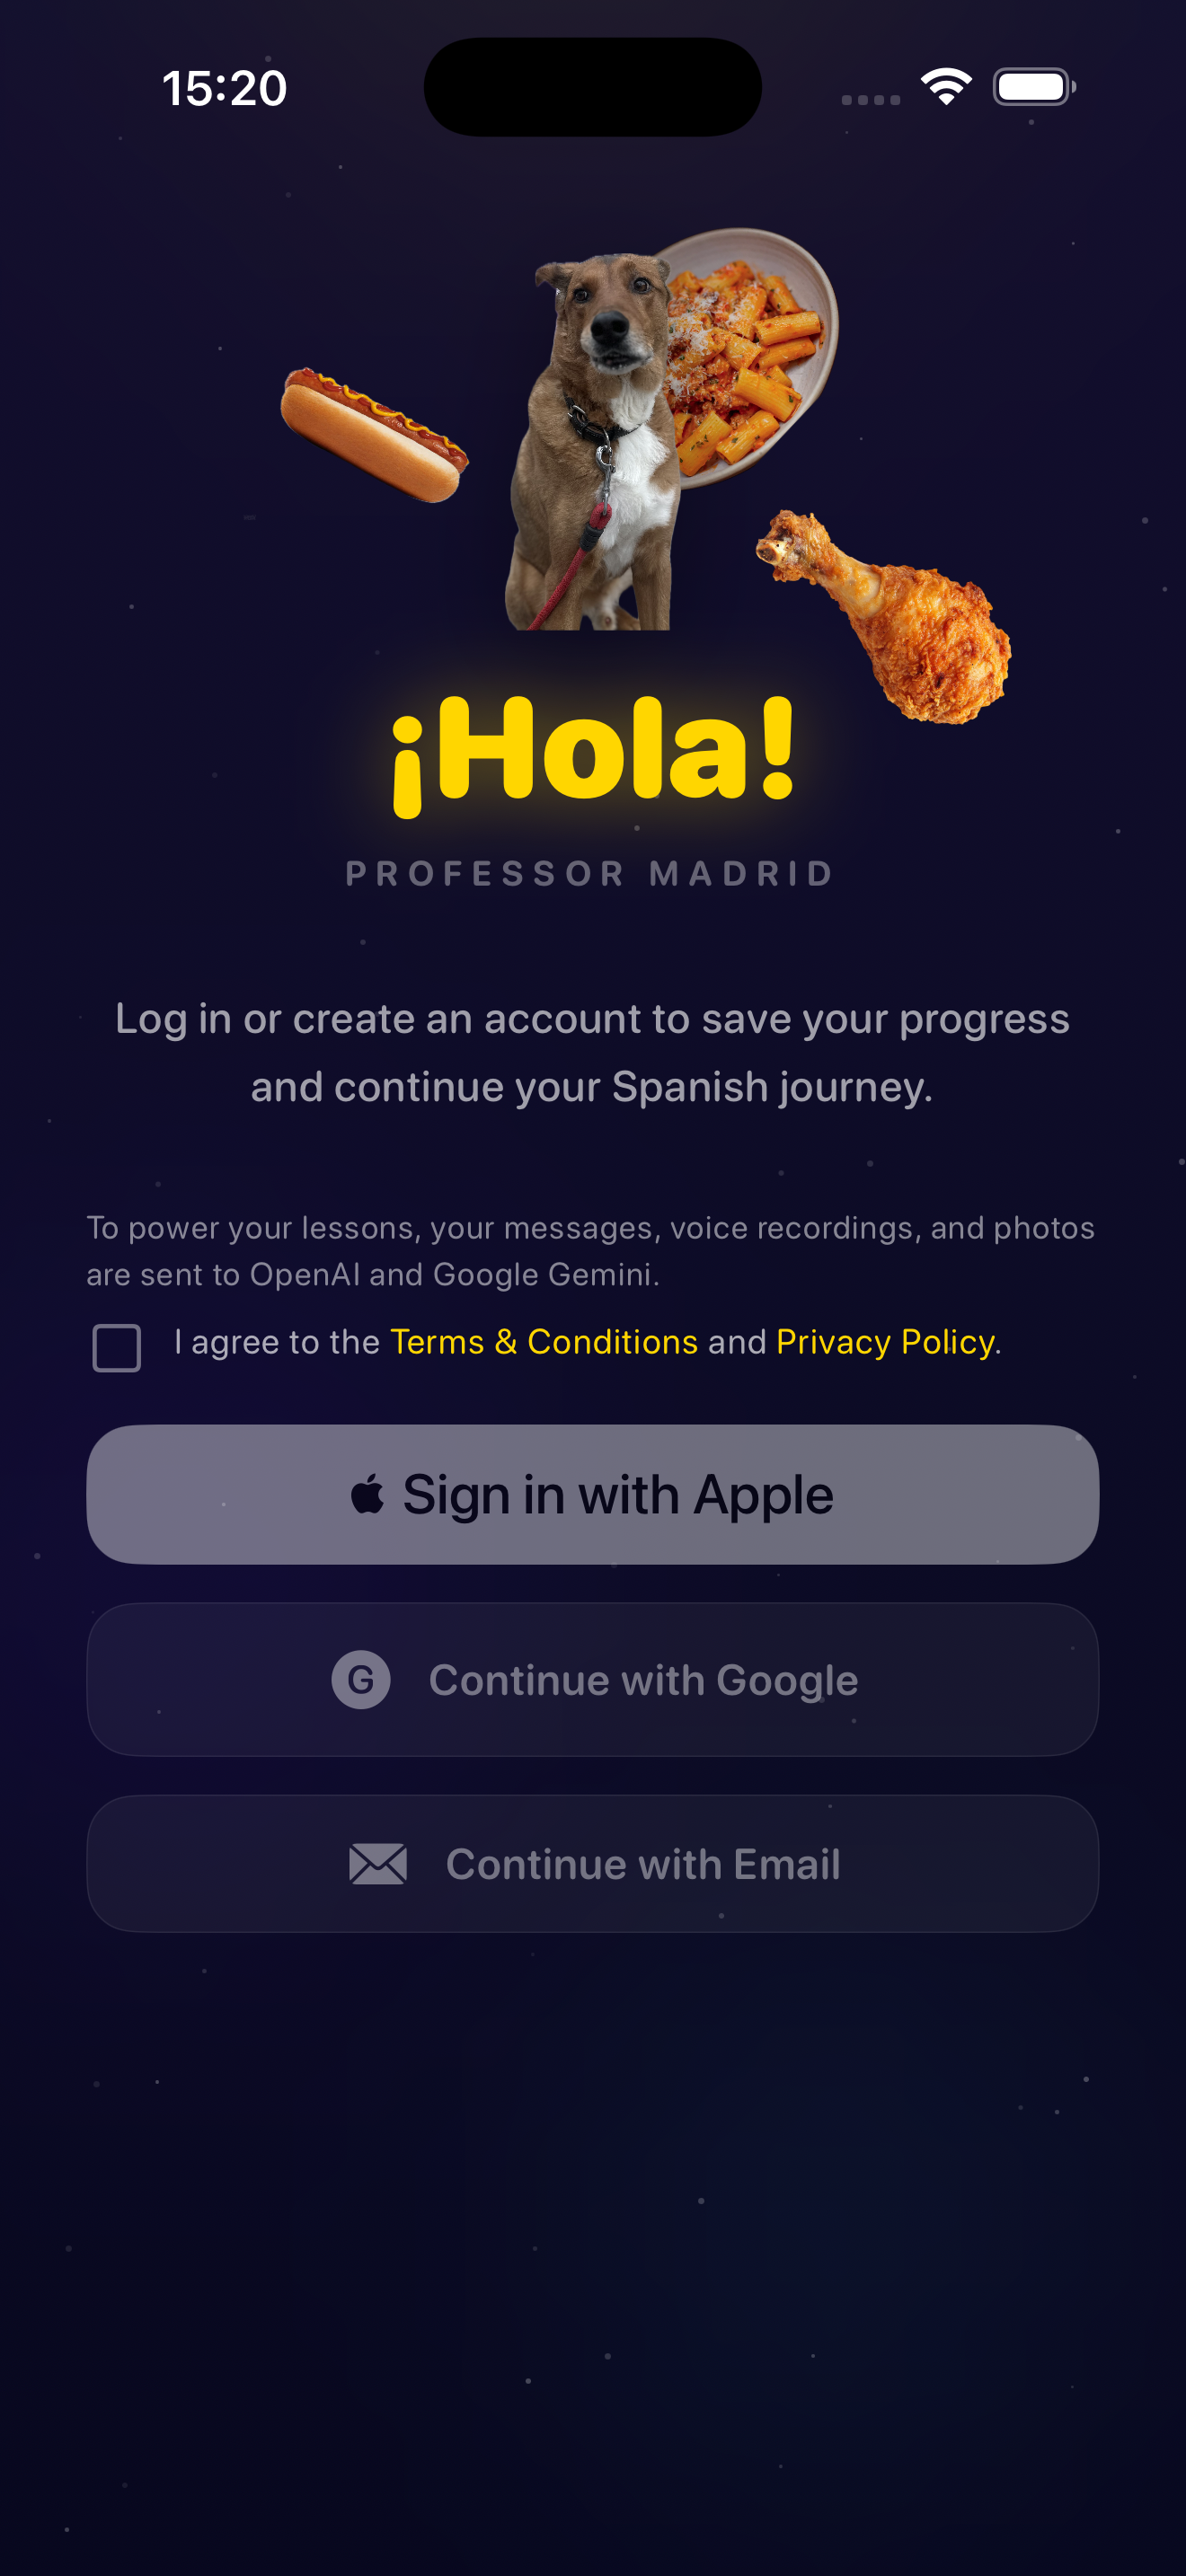 15:20
¡Hola!
PROFESSOR MADRID
Log in or create an account to save your progress
and continue your Spanish journey.
To power your lessons, your messages, voice recordings, and photos
are sent to OpenAI and Google Gemini.
I agree to the Terms & Conditions and Privacy Policy.
Sign in with Apple
G Continue with Google
Continue with Email